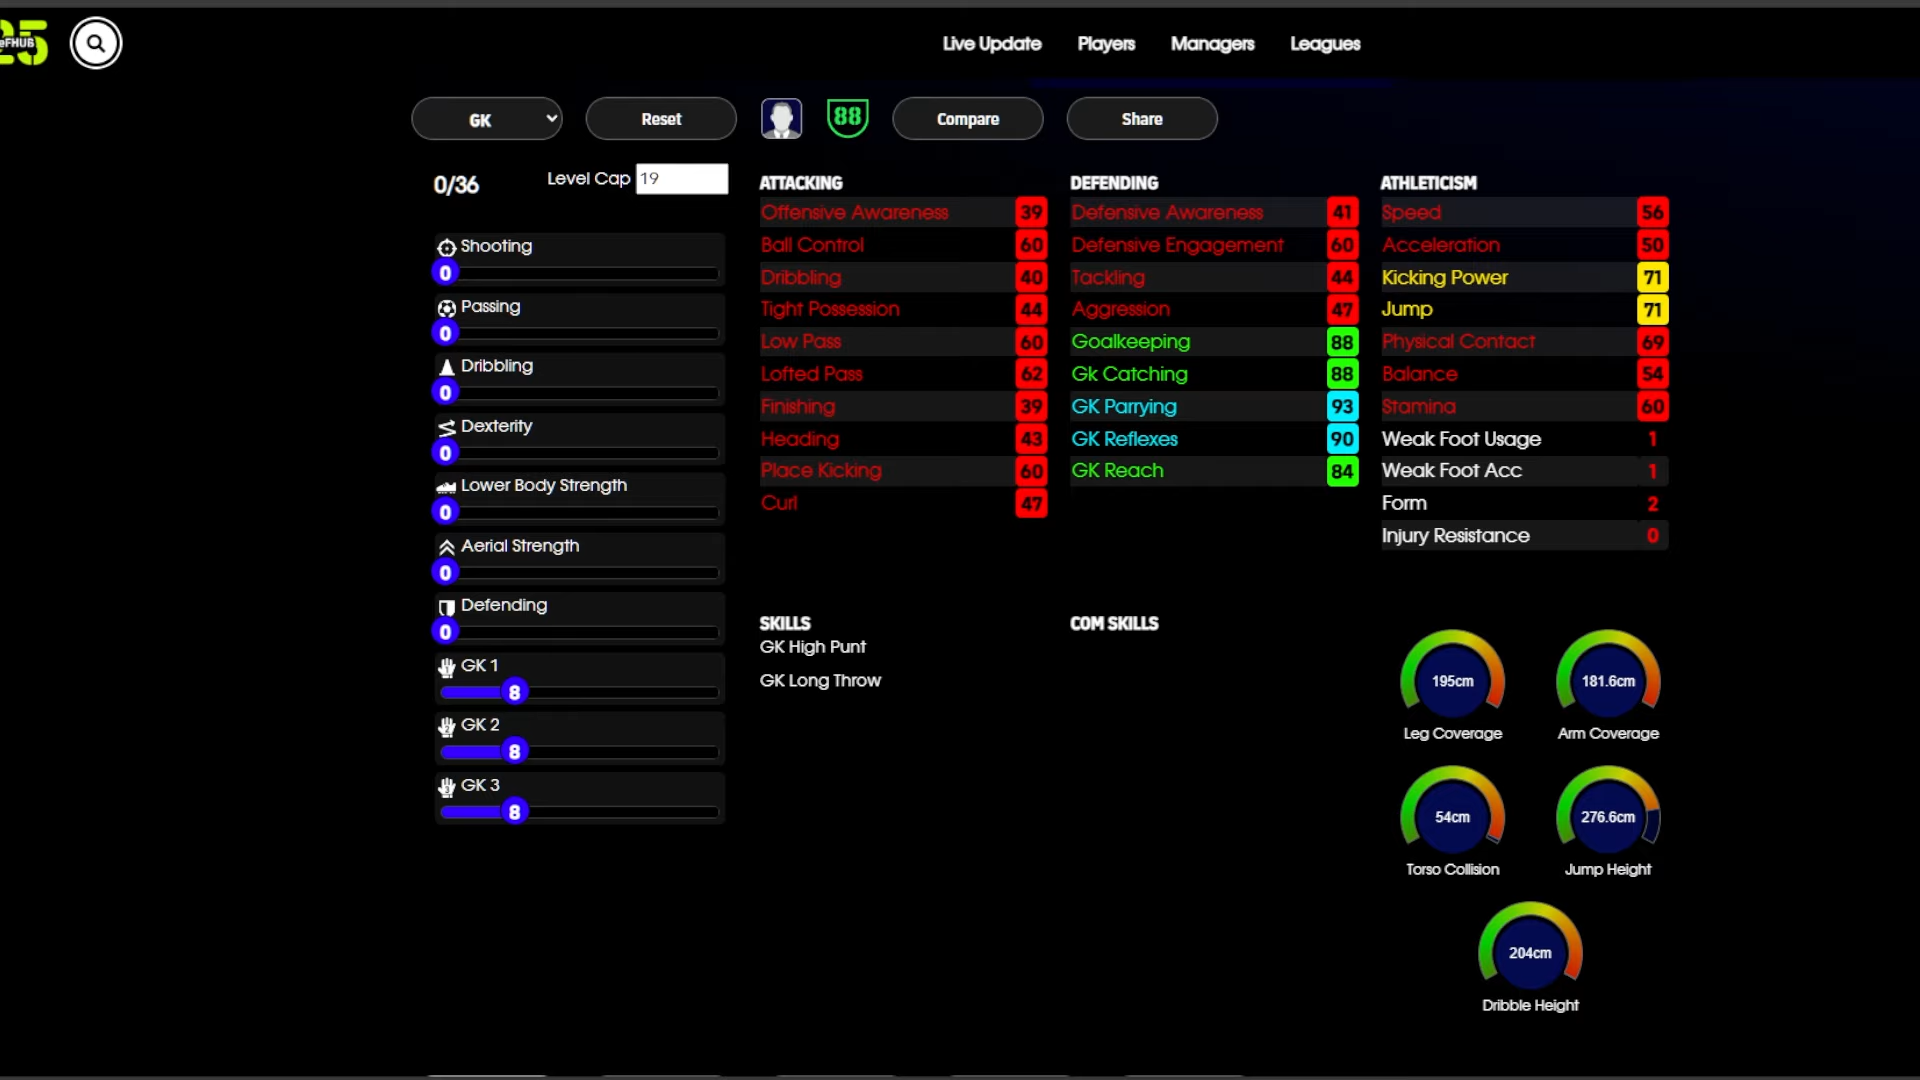 25
eFHUB
Live Update
Players
Managers
Leagues
GK
Reset
88
Compare
Share
0/36
Level Cap 19
Shooting
0
Passing
0
Dribbling
0
Dexterity
0
Lower Body Strength
0
Aerial Strength
0
Defending
0
GK 1
8
GK 2
8
GK 3
8
ATTACKING
Offensive Awareness 39
Ball Control 60
Dribbling 40
Tight Possession 44
Low Pass 60
Lofted Pass 62
Finishing 39
Heading 43
Place Kicking 60
Curl 47
DEFENDING
Defensive Awareness 41
Defensive Engagement 60
Tackling 44
Aggression 47
Goalkeeping 88
Gk Catching 88
GK Parrying 93
GK Reflexes 90
GK Reach 84
ATHLETICISM
Speed 56
Acceleration 50
Kicking Power 71
Jump 71
Physical Contact 69
Balance 54
Stamina 60
Weak Foot Usage 1
Weak Foot Acc 1
Form 2
Injury Resistance 0
SKILLS
GK High Punt
GK Long Throw
COM SKILLS
195cm
Leg Coverage
181.6cm
Arm Coverage
54cm
Torso Collision
276.6cm
Jump Height
204cm
Dribble Height